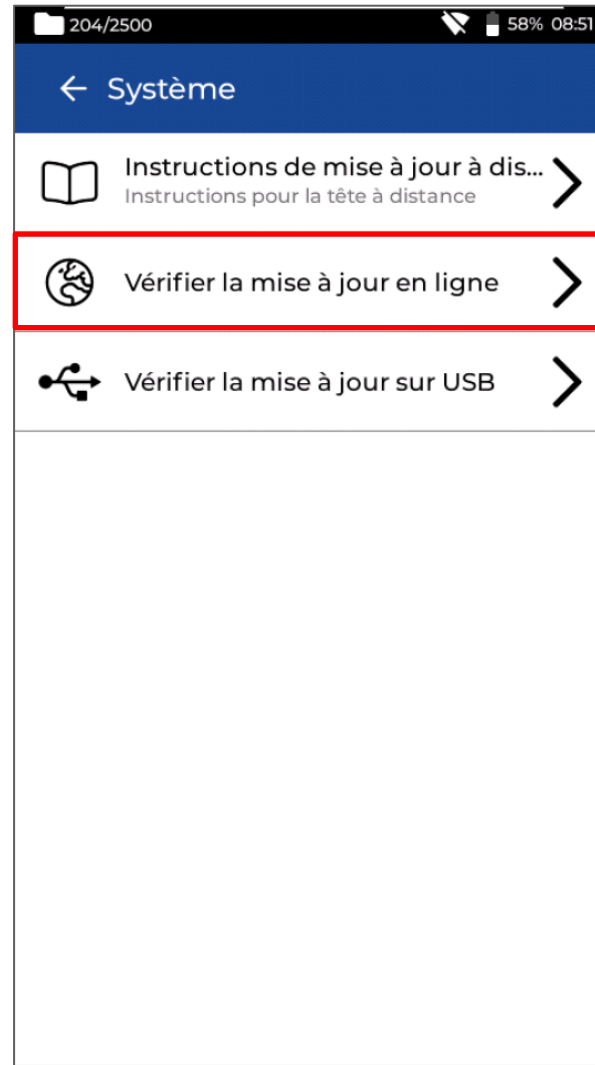 204/2500 58% 08:51
Système
Instructions de mise à jour à dis...
Instructions pour la tête à distance
Vérifier la mise à jour en ligne
Vérifier la mise à jour sur USB